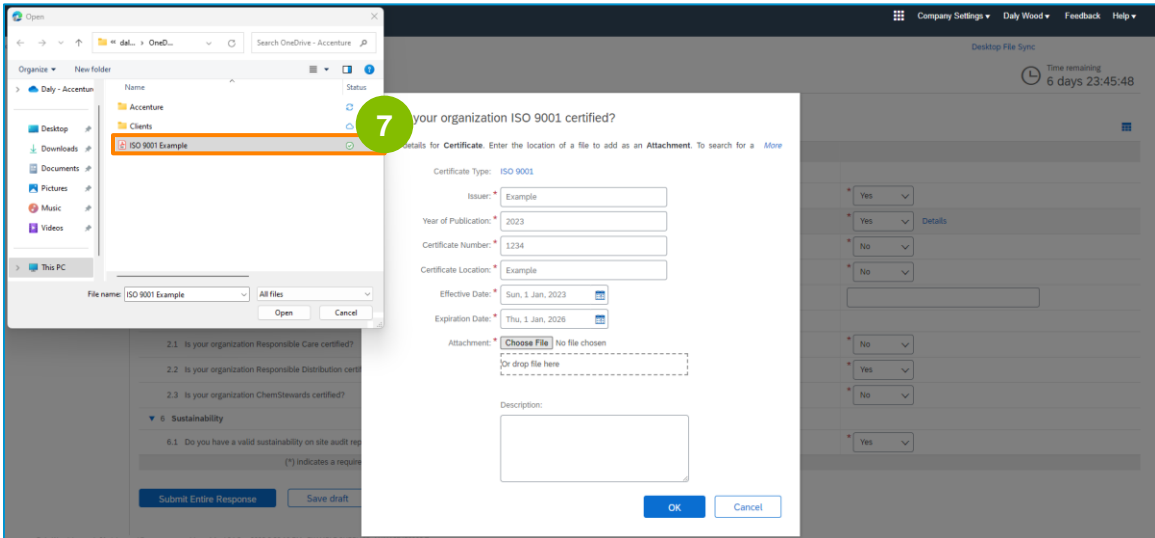 Open
Company Settings
Daly Wood
Feedback
Help
« dal... › OneD...
Search OneDrive - Accenture
Desktop File Sync
Organize
New folder
Time remaining
6 days 23:45:48
Daly - Accentur
Name
Status
Accenture
Clients
ISO 9001 Example
Desktop
Downloads
Documents
Pictures
Music
Videos
This PC
File name: ISO 9001 Example
All files
Open
Cancel
7
your organization ISO 9001 certified?
details for Certificate. Enter the location of a file to add as an Attachment. To search for a More
Certificate Type: ISO 9001
Issuer: * Example
Year of Publication: * 2023
Certificate Number: * 1234
Certificate Location: * Example
Effective Date: * Sun, 1 Jan, 2023
Expiration Date: * Thu, 1 Jan, 2026
Attachment: * Choose File No file chosen
Or drop file here
Description:
OK
Cancel
* Yes
* Yes Details
* No
* No
2.1 Is your organization Responsible Care certified?
* No
2.2 Is your organization Responsible Distribution certif
* Yes
2.3 Is your organization ChemStewards certified?
* No
6 Sustainability
6.1 Do you have a valid sustainability on site audit rep
* Yes
(*) indicates a require
Submit Entire Response
Save draft